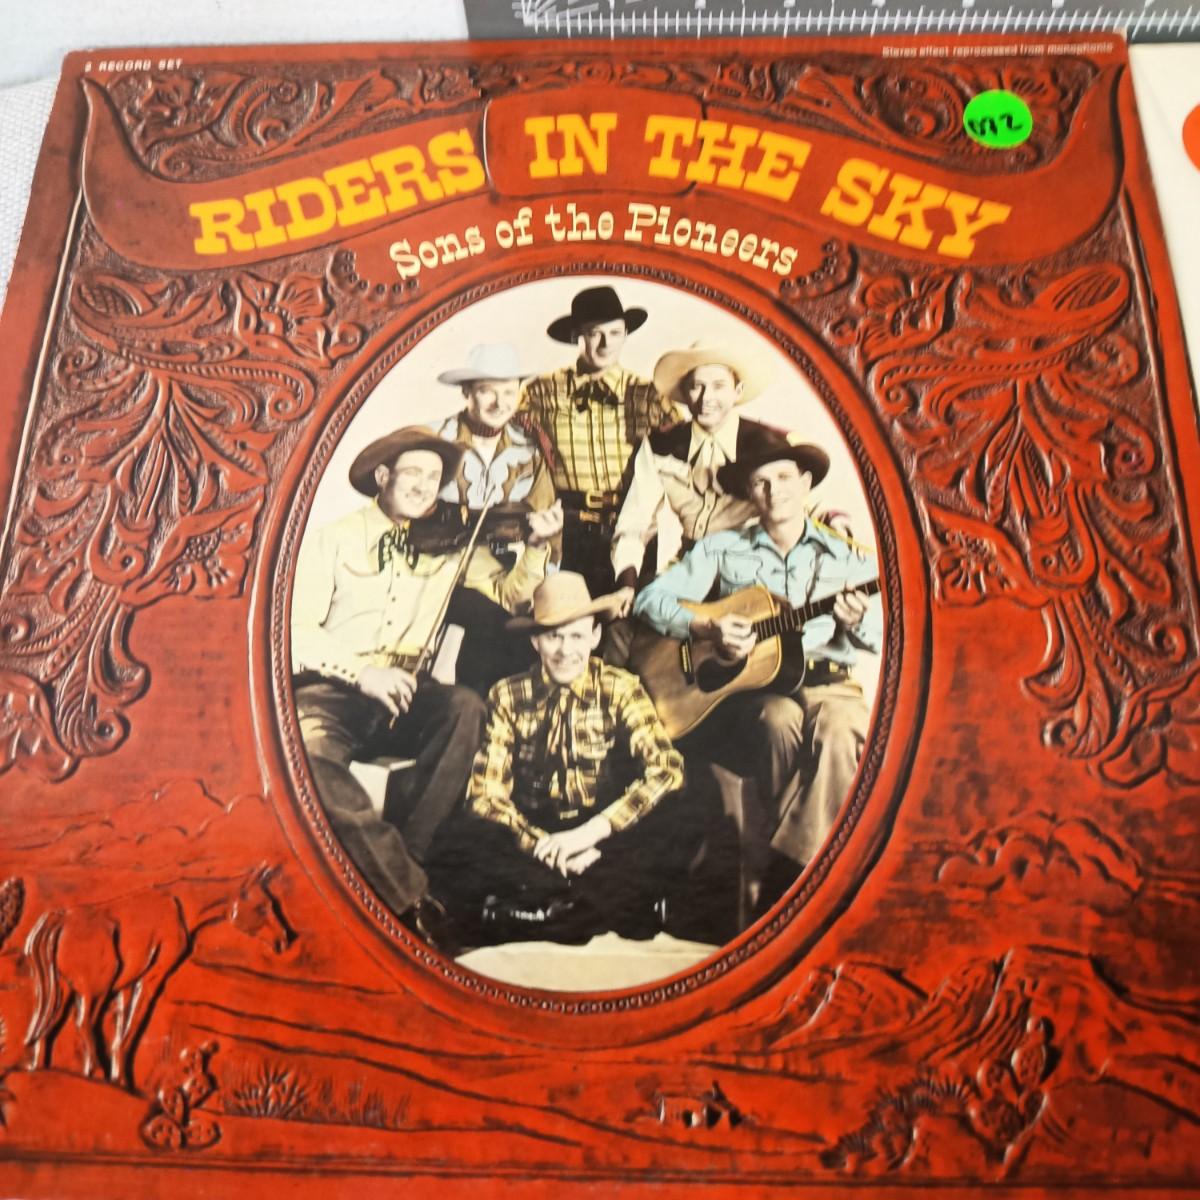 2 RECORD SET
Stereo effect reprocessed from monophonic
RIDERS IN THE SKY
Sons of the Pioneers